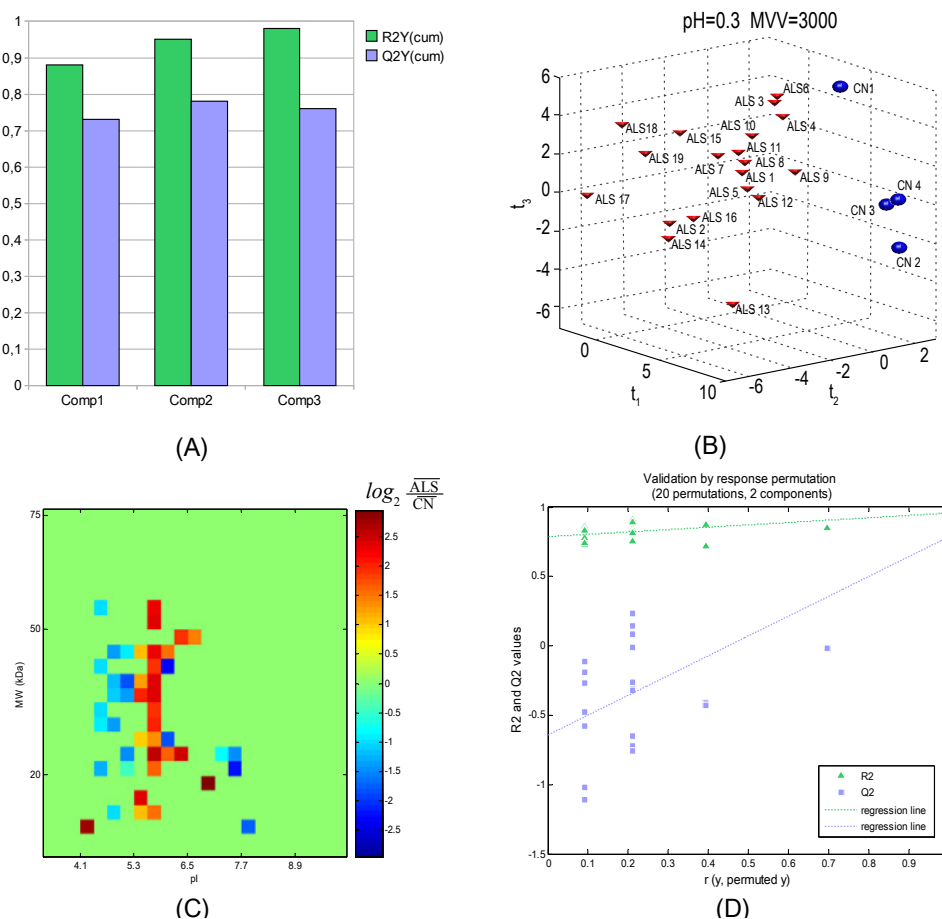 1
0,9
0,8
0,7
0,6
0,5
0,4
0,3
0,2
0,1
0
Comp1 Comp2 Comp3
R2Y(cum)
Q2Y(cum)
(A)
pH=0.3 MVV=3000
6
4
2
0
-2
-4
-6
t3
0 5 10
t1
-6 -4 -2 0 2
t2
ALS6
ALS 3
ALS 4
CN1
ALS18
ALS 15
ALS 10
ALS 19
ALS 11
ALS 7
ALS 8
ALS 1
ALS 9
ALS 17
ALS 5
ALS 12
CN 4
CN 3
ALS 16
ALS 2
ALS 14
CN 2
ALS 13
(B)
log2 ALS
CN
75
50
20
MW (kDa)
4.1 5.3 6.5 7.7 8.9
pI
2.5
2
1.5
1
0.5
0
-0.5
-1
-1.5
-2
-2.5
(C)
Validation by response permutation
(20 permutations, 2 components)
1
0.5
0
-0.5
-1
-1.5
R2 and Q2 values
0 0.1 0.2 0.3 0.4 0.5 0.6 0.7 0.8 0.9
r (y, permuted y)
R2
Q2
regression line
regression line
(D)